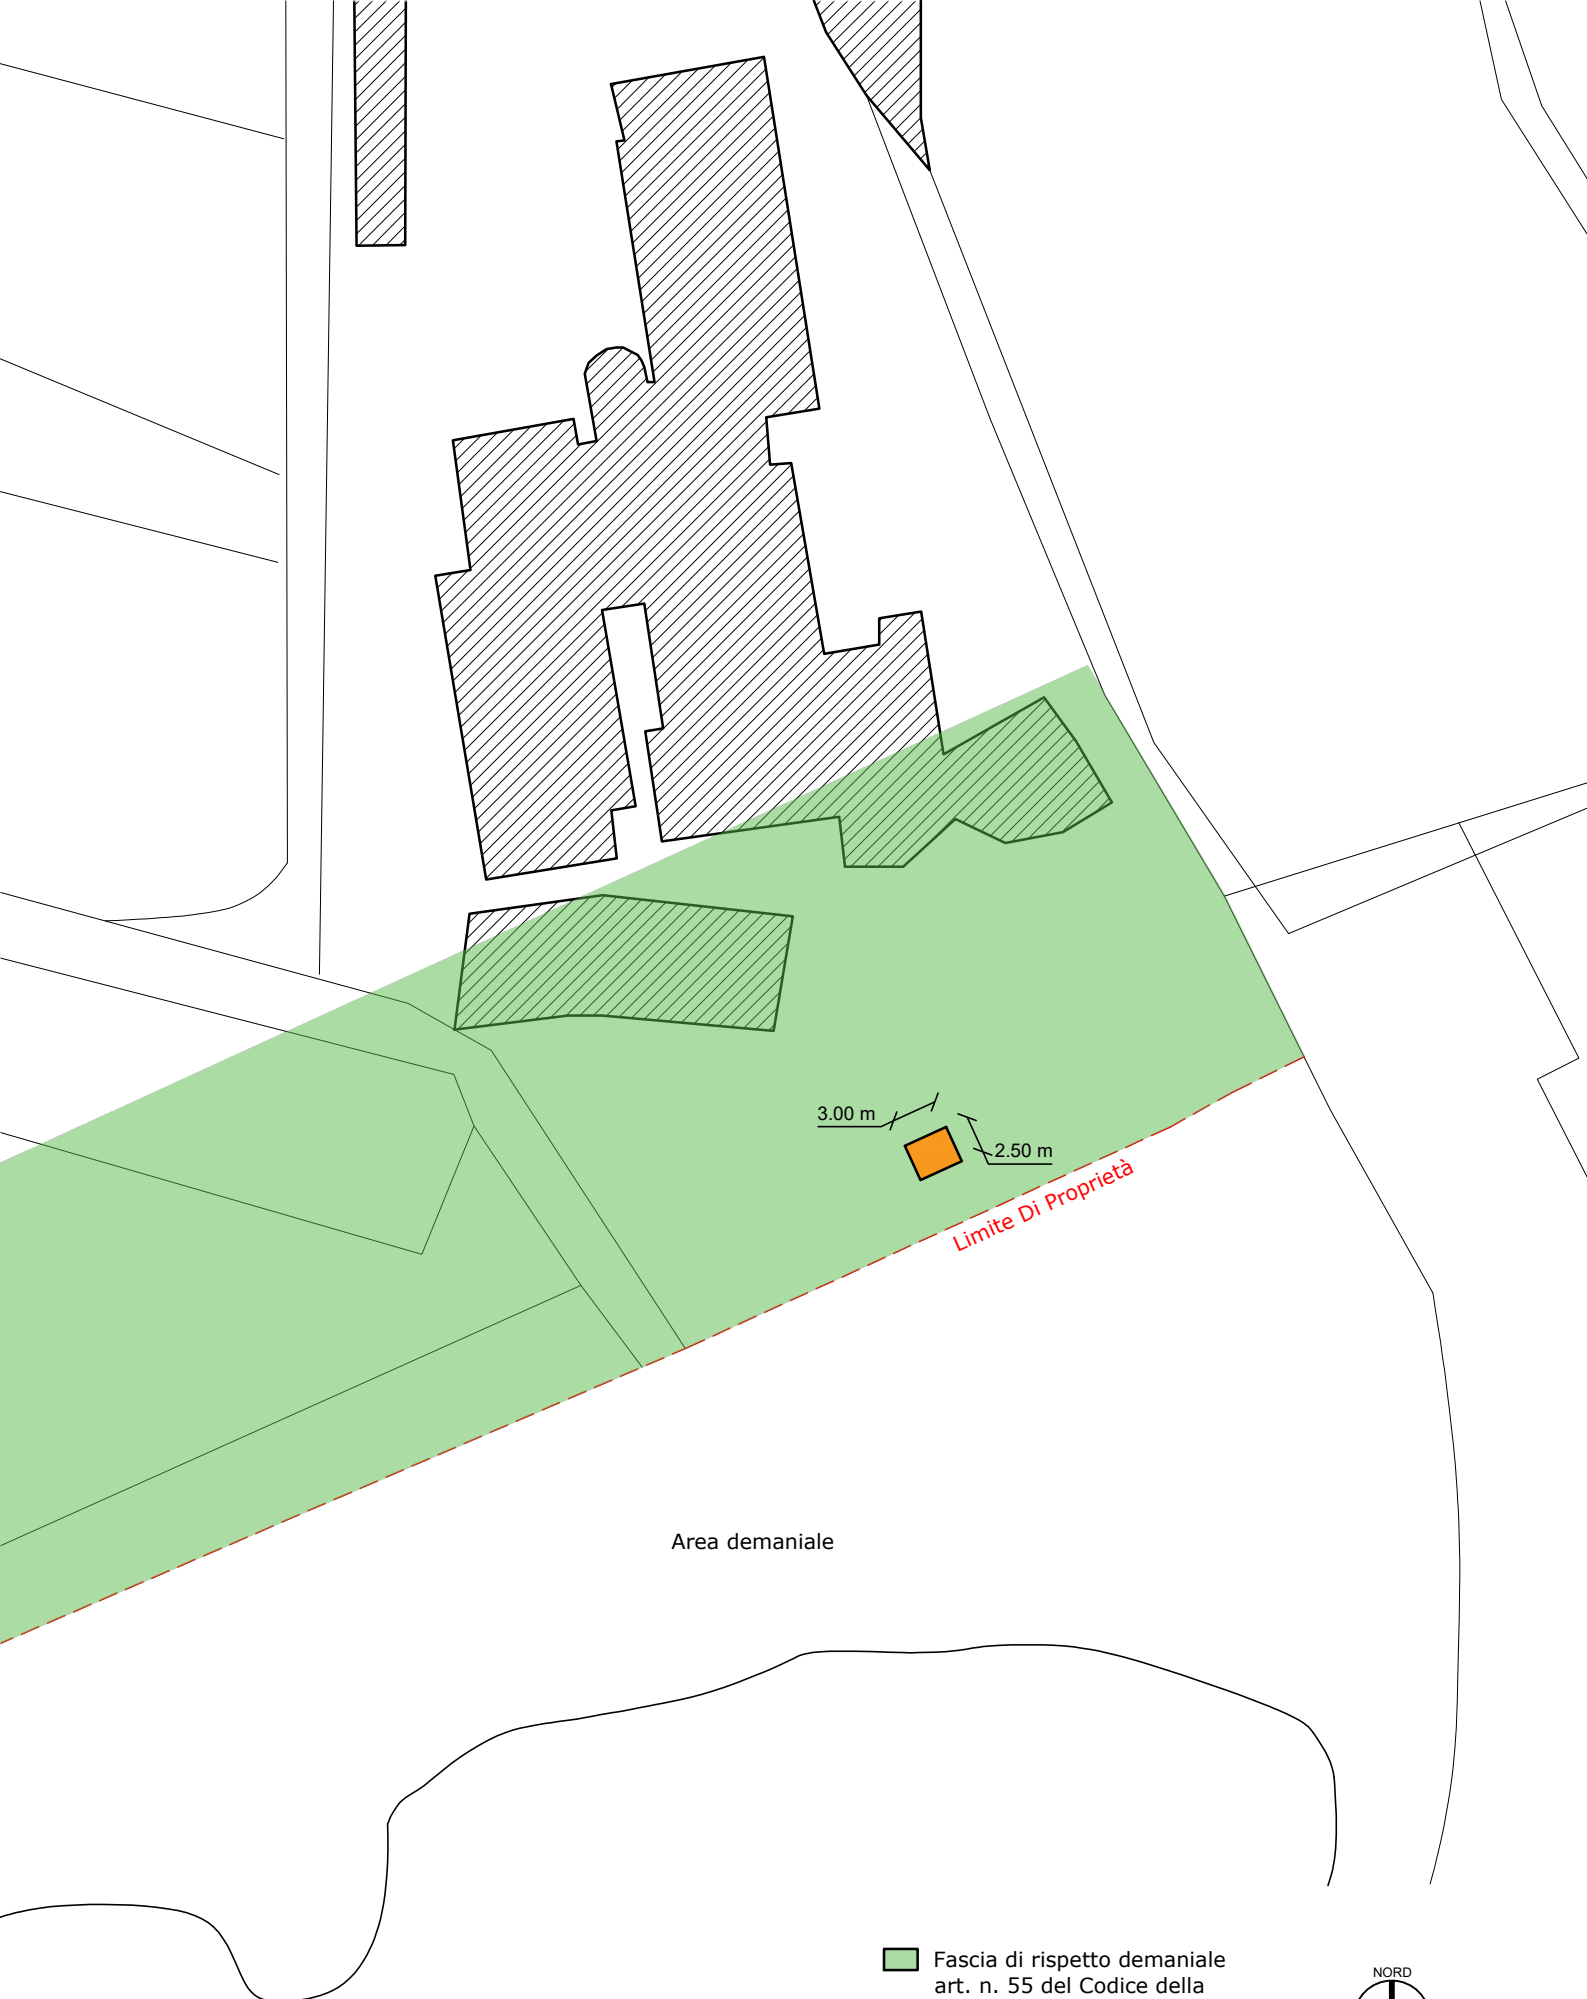 3.00 m
2.50 m
Limite Di Proprietà
Area demaniale
Fascia di rispetto demaniale
art. n. 55 del Codice della
NORD